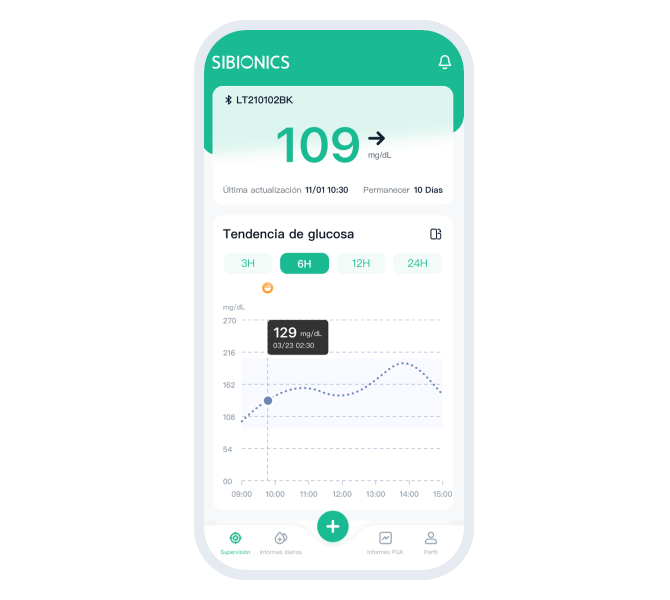 SIBIONICS
LT210102BK
109
mg/dL
Última actualización 11/01 10:30 Permanecer 10 Días
Tendencia de glucosa
3H 6H 12H 24H
mg/dL
270
129 mg/dL
03/23 02:30
216
162
108
54
00
09:00 10:00 11:00 12:00 13:00 14:00 15:00
Supervisión Informes diarios Informes PGA Perfil